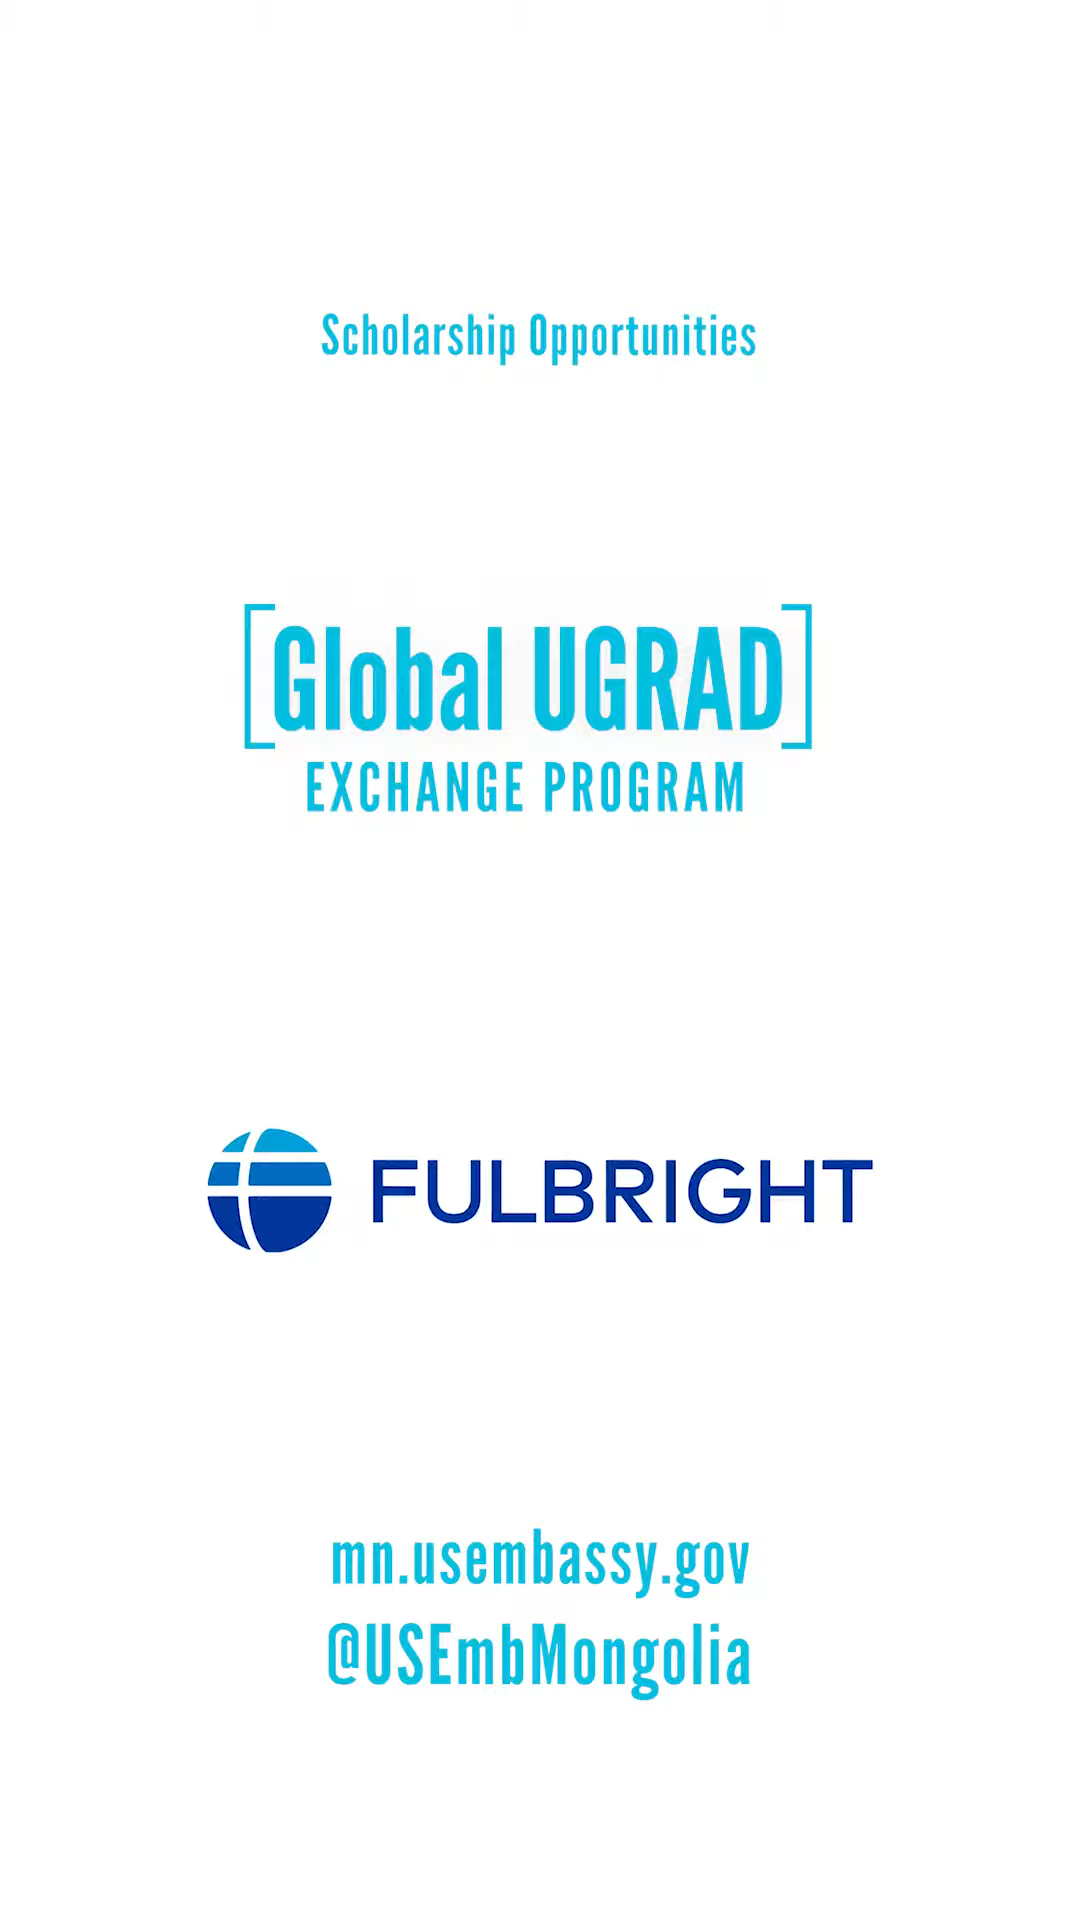 Scholarship Opportunities
[Global UGRAD]
EXCHANGE PROGRAM
FULBRIGHT
mn.usembassy.gov
@USEmbMongolia